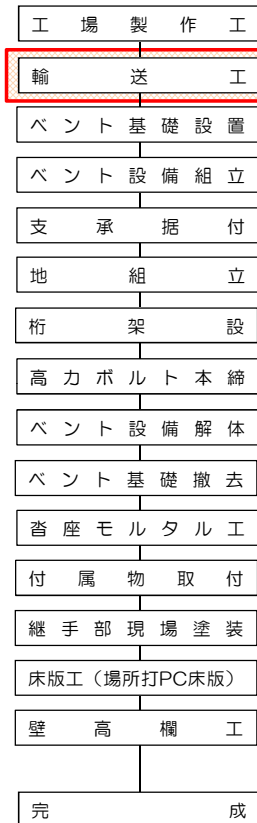 工場製作工
輸送工
ベント基礎設置
ベント設備組立
支承据付
地組立
桁架設
高力ボルト本締
ベント設備解体
ベント基礎撤去
沓座モルタル工
付属物取付
継手部現場塗装
床版工（場所打PC床版）
壁高欄工
完成